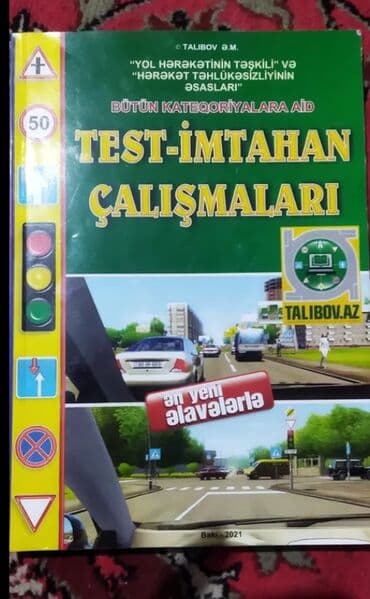 © TALIBOV Ə.M.
"YOL HƏRƏKƏTİNİN TƏŞKİLİ" VƏ
"HƏRƏKƏT TƏHLÜKƏSİZLİYİNİN
ƏSASLARI"
BÜTÜN KATEQORİYALARA AİD
TEST-İMTAHAN
ÇALIŞMALARI
50
TALIBOV.AZ
ən yeni
əlavələrlə
Bakı - 2021